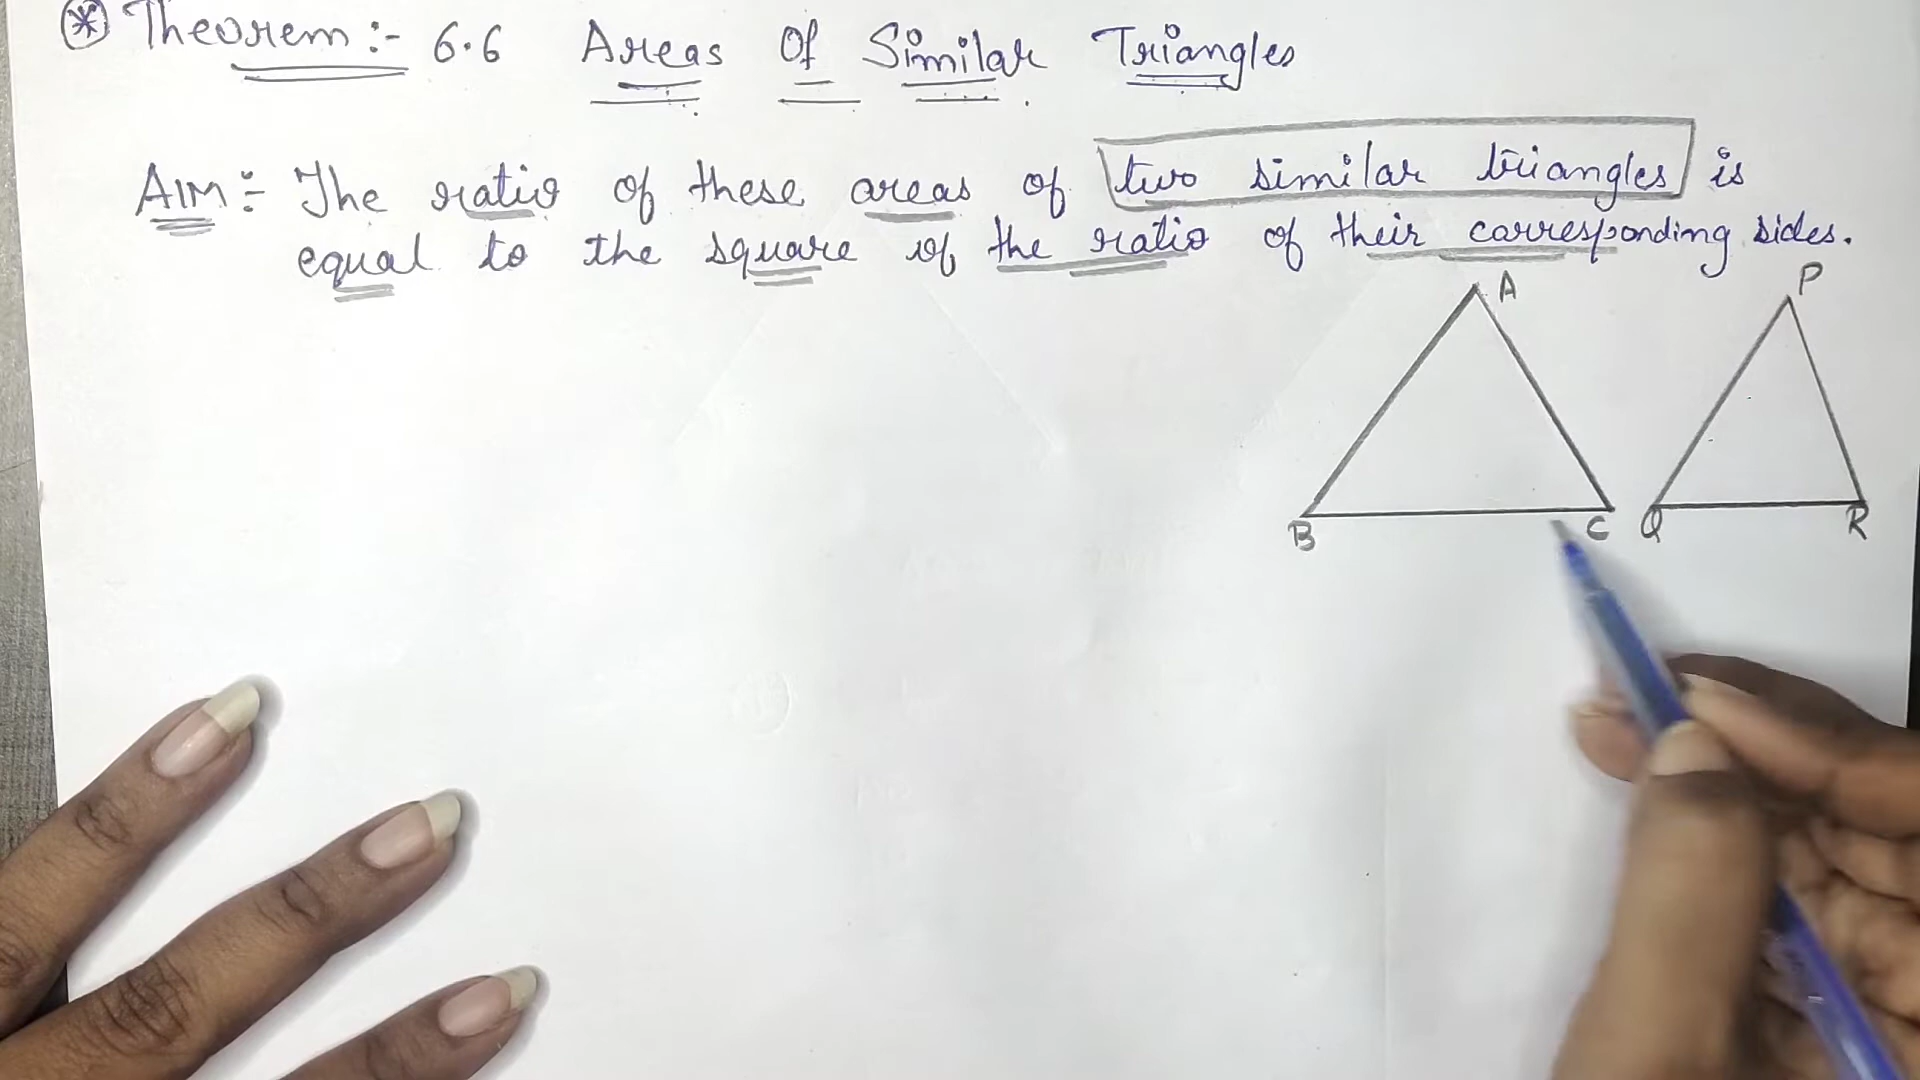 * Theorem :- 6.6 Areas Of Similar Triangles
AIM :- The ratio of these areas of two similar triangles is
equal to the square of the ratio of their corresponding sides.
A
P
B
C
Q
R